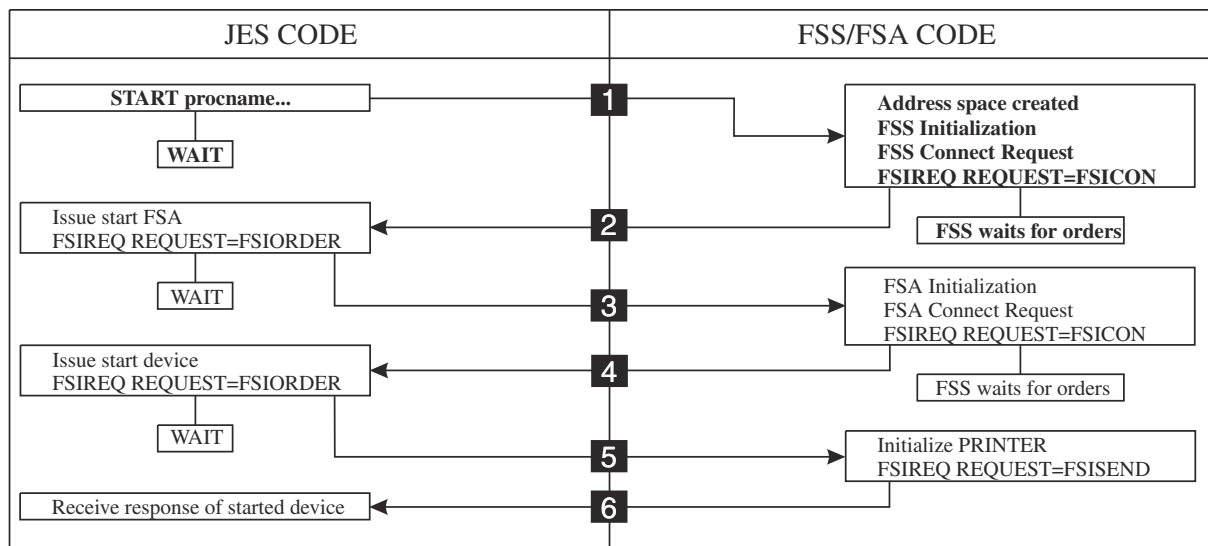 JES CODE
FSS/FSA CODE
START procname...
1
Address space created
FSS Initialization
FSS Connect Request
FSIREQ REQUEST=FSICON
WAIT
Issue start FSA
FSIREQ REQUEST=FSIORDER
2
FSS waits for orders
WAIT
3
FSA Initialization
FSA Connect Request
FSIREQ REQUEST=FSICON
Issue start device
FSIREQ REQUEST=FSIORDER
4
FSS waits for orders
WAIT
5
Initialize PRINTER
FSIREQ REQUEST=FSISEND
Receive response of started device
6